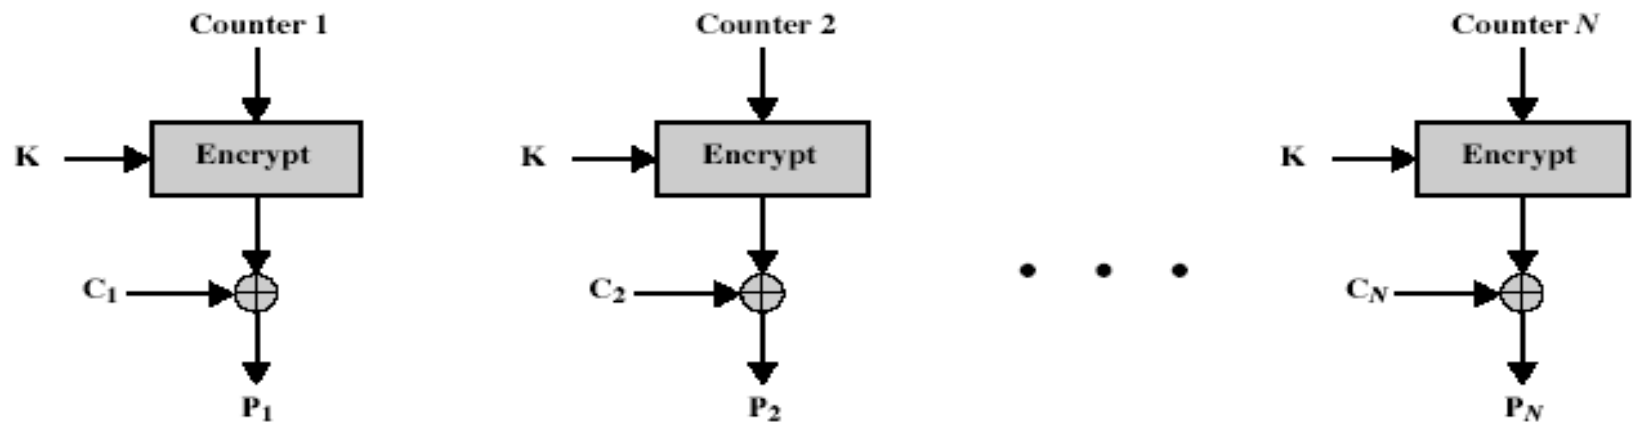 Counter 1 Counter 2 Counter N
K Encrypt K Encrypt K Encrypt
C1 C2 CN
P1 P2 PN